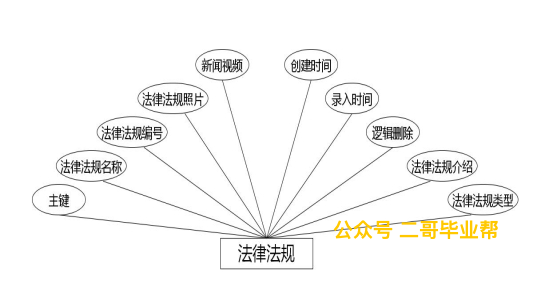 新闻视频
创建时间
法律法规照片
录入时间
法律法规编号
逻辑删除
法律法规名称
法律法规介绍
主键
法律法规类型
公众号 二哥毕业帮
法律法规